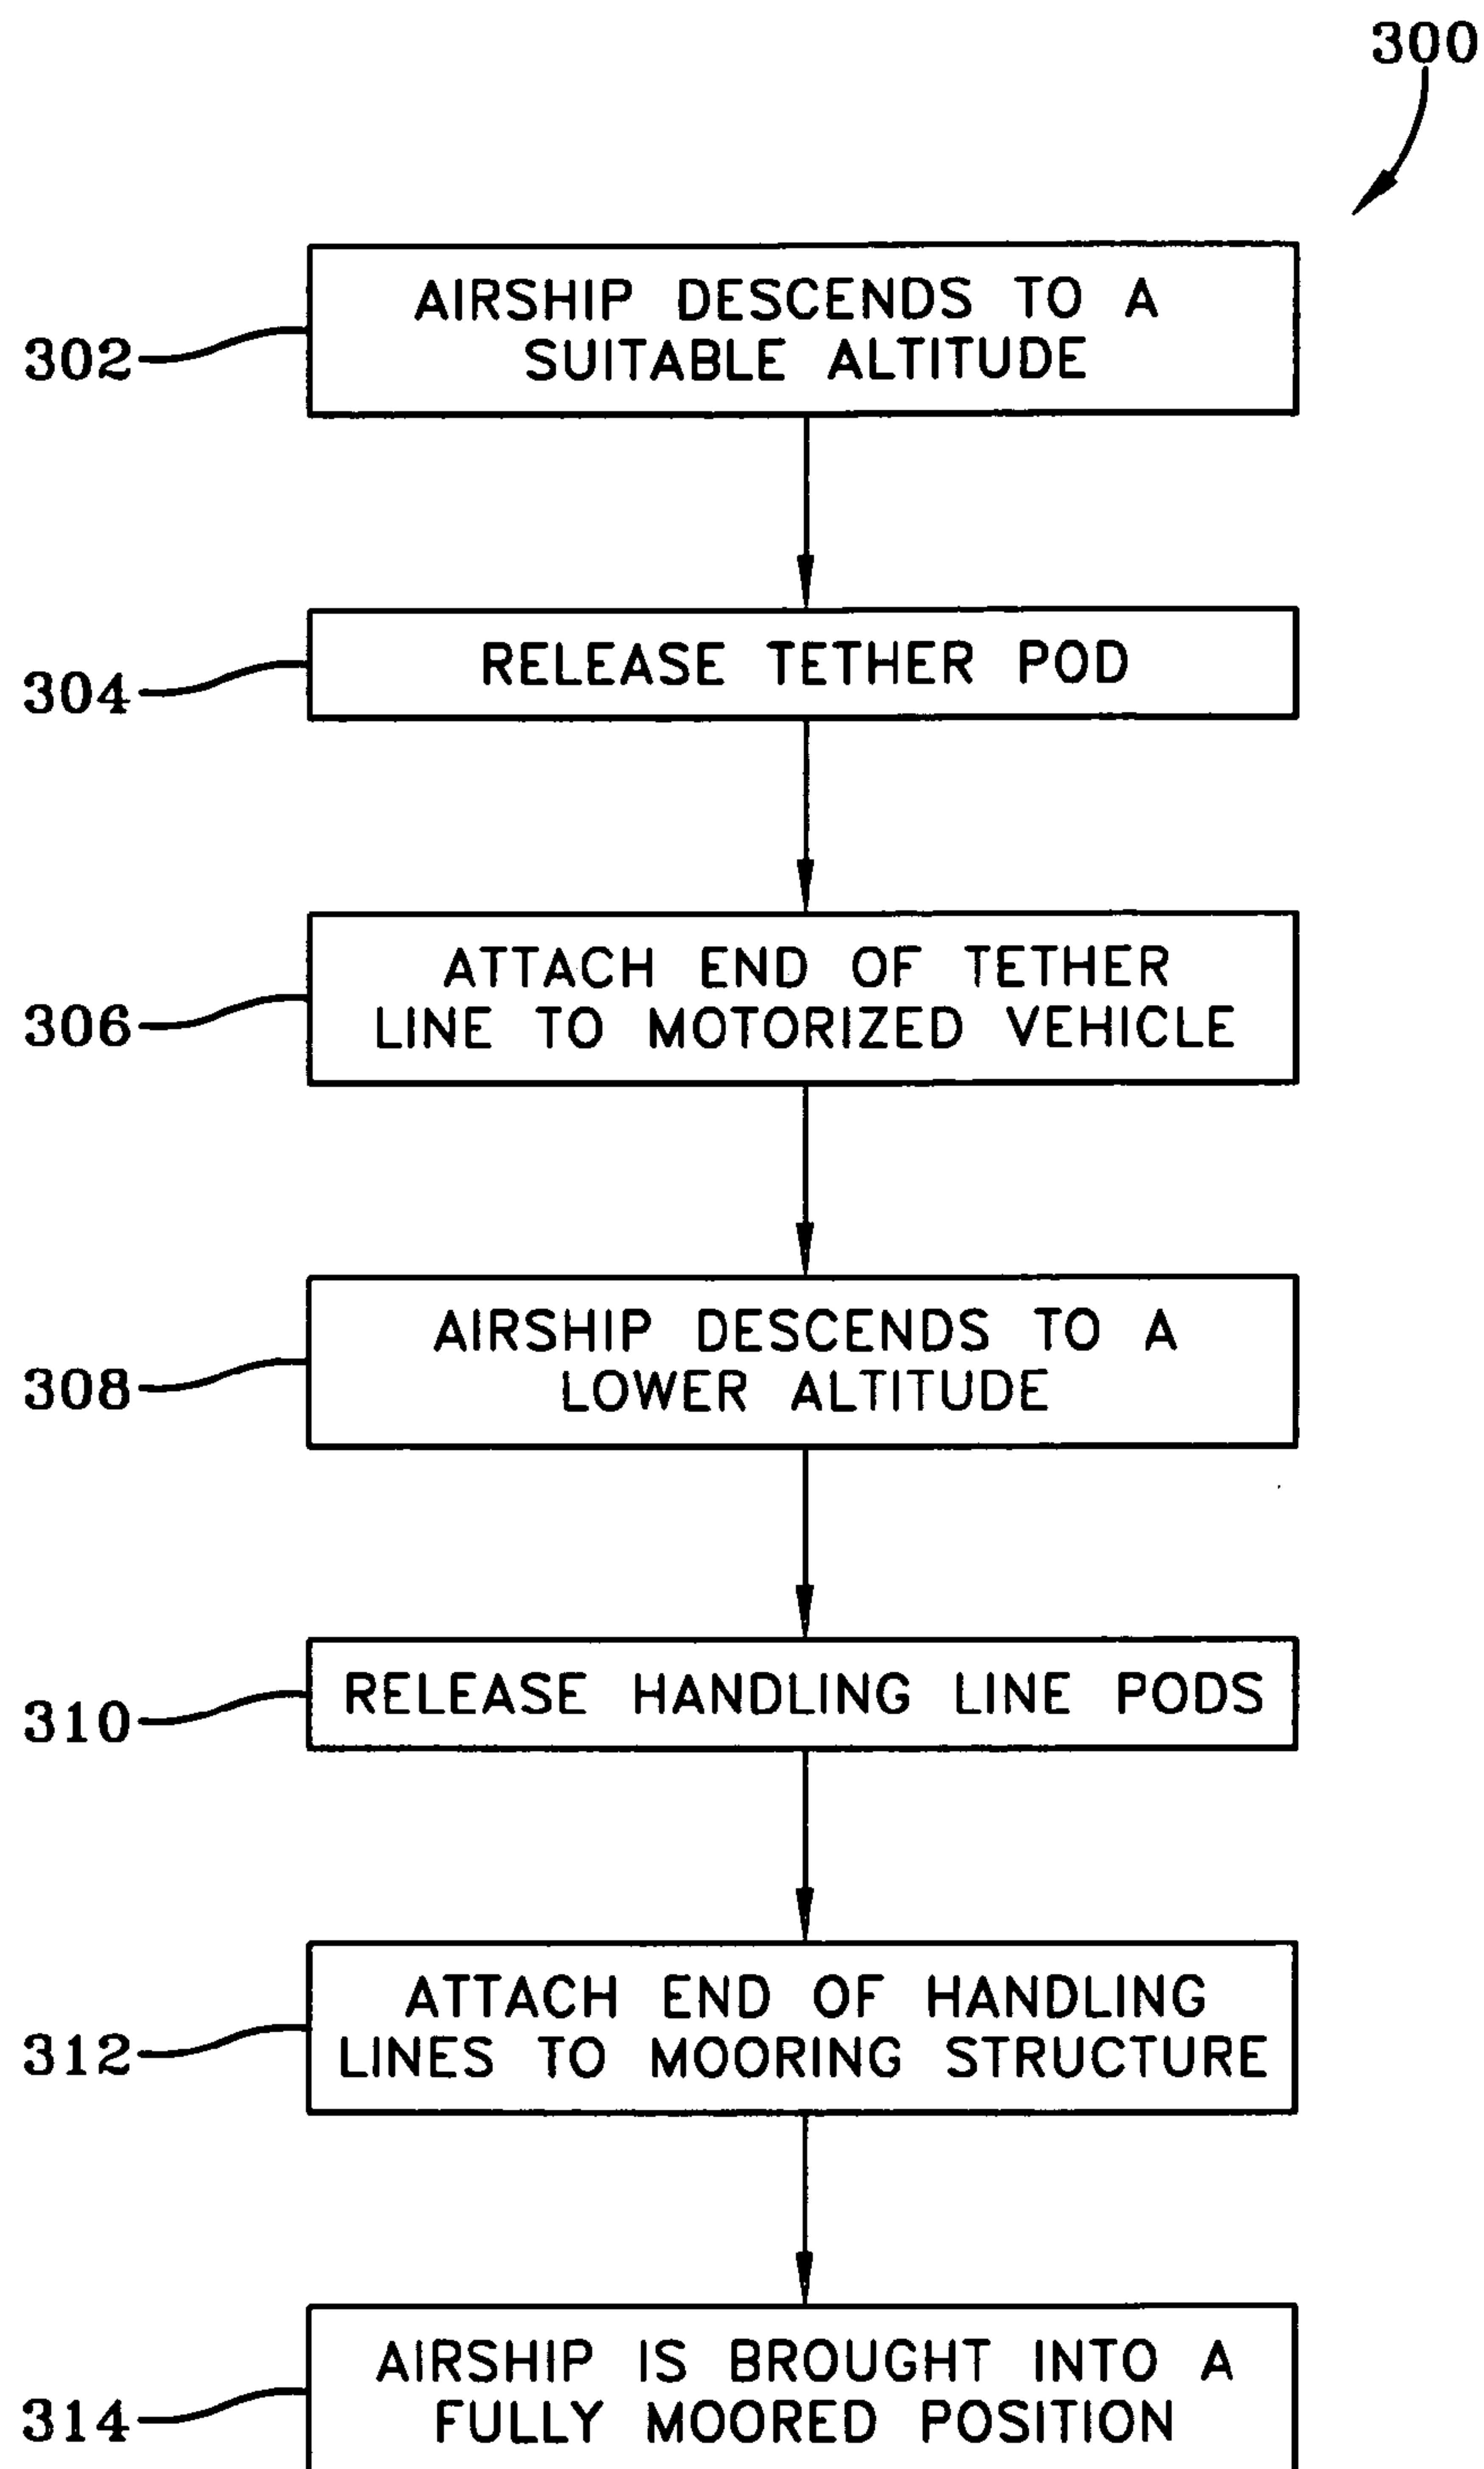 300
AIRSHIP DESCENDS TO A
SUITABLE ALTITUDE
302
RELEASE TETHER POD
304
ATTACH END OF TETHER
LINE TO MOTORIZED VEHICLE
306
AIRSHIP DESCENDS TO A
LOWER ALTITUDE
308
RELEASE HANDLING LINE PODS
310
ATTACH END OF HANDLING
LINES TO MOORING STRUCTURE
312
AIRSHIP IS BROUGHT INTO A
FULLY MOORED POSITION
314